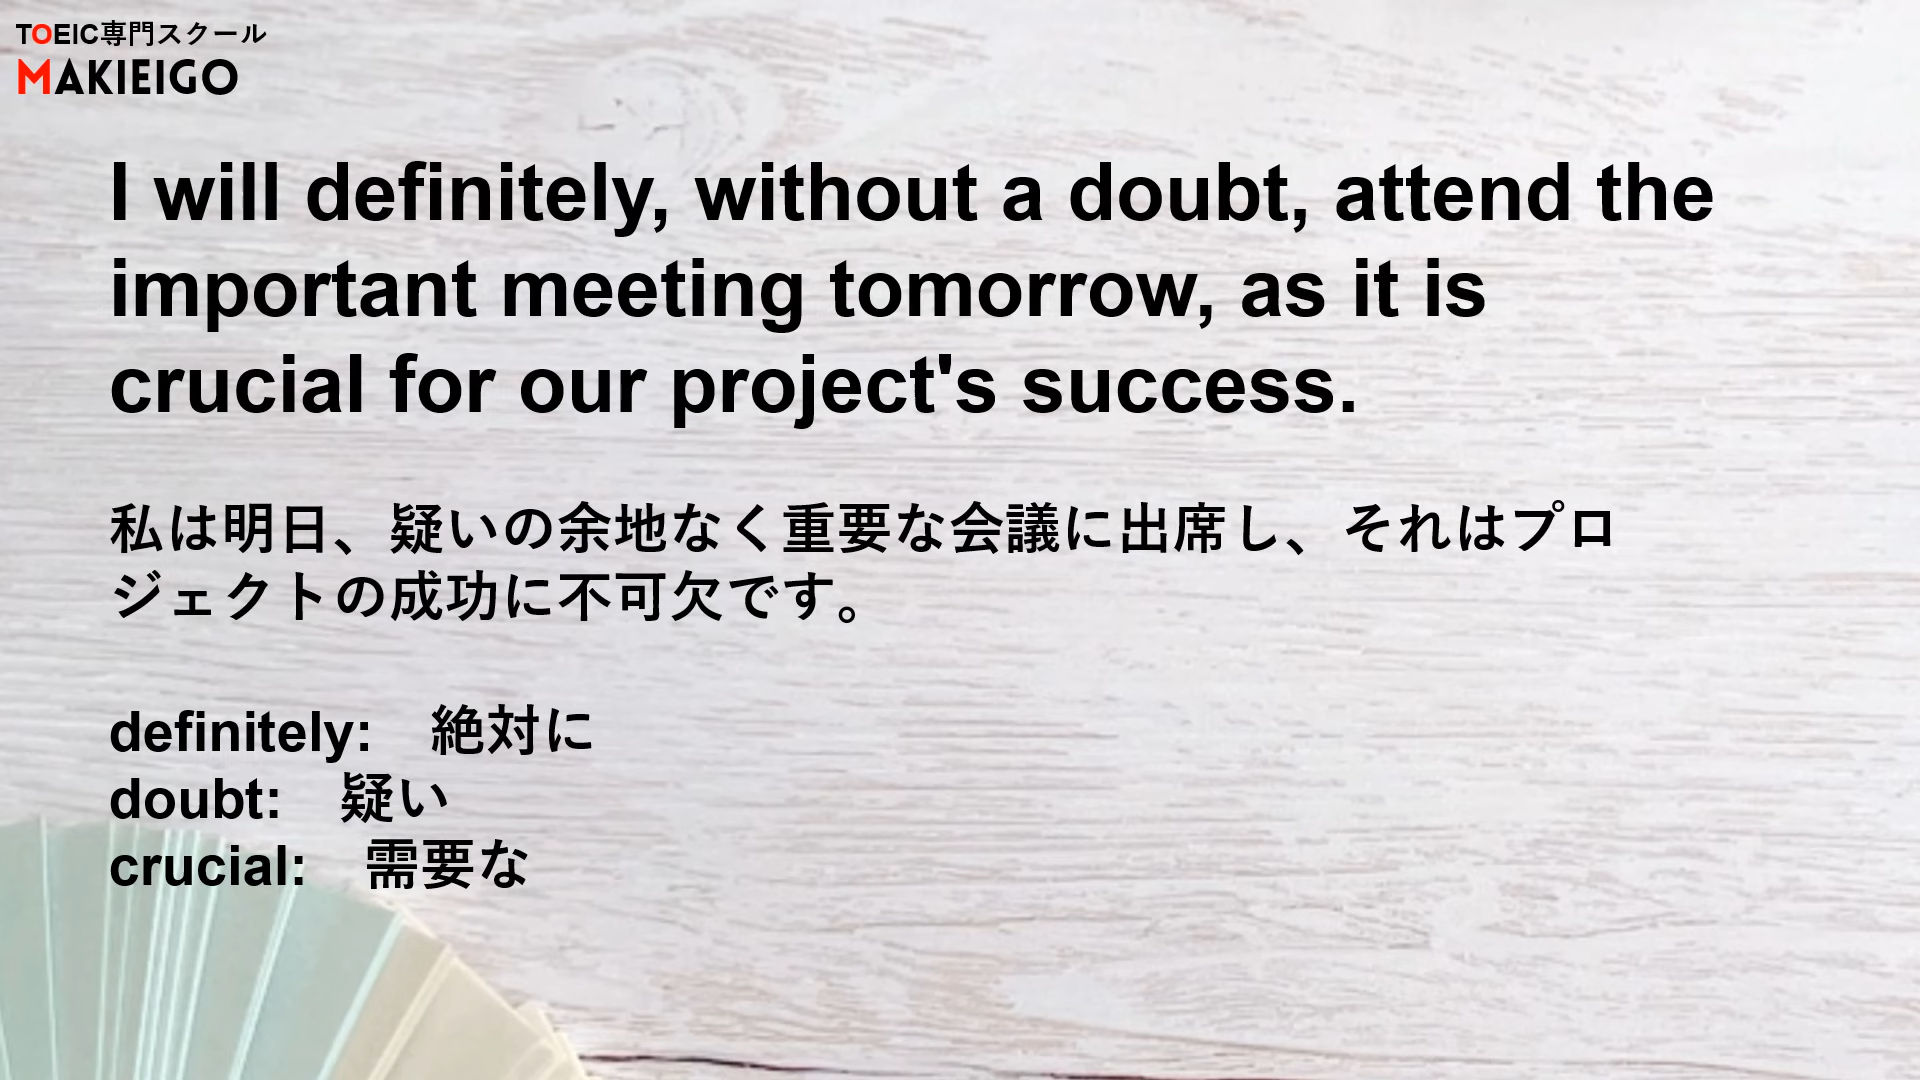 TOEIC専門スクール
MAKIEIGO
I will definitely, without a doubt, attend the
important meeting tomorrow, as it is
crucial for our project's success.
私は明日、疑いの余地なく重要な会議に出席し、それはプロ
ジェクトの成功に不可欠です。
definitely:　絶対に
doubt:　疑い
crucial:　需要な